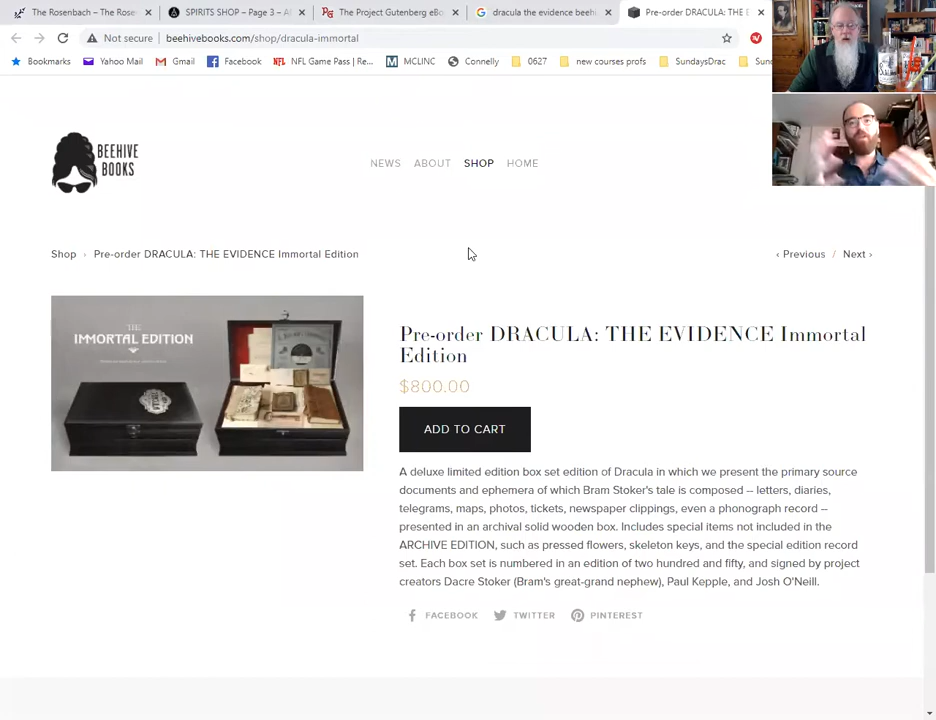 The Rosenbach – The Rosen
SPIRITS SHOP – Page 3 – A
The Project Gutenberg eBo
dracula the evidence beehi
Pre-order DRACULA: THE E
Not secure | beehivebooks.com/shop/dracula-immortal
Bookmarks Yahoo Mail Gmail Facebook NFL Game Pass | Re... MCLINC Connelly 0627 new courses profs SundaysDrac Sun
BEEHIVE
BOOKS
NEWS ABOUT SHOP HOME
Shop › Pre-order DRACULA: THE EVIDENCE Immortal Edition
‹ Previous / Next ›
THE
IMMORTAL EDITION
Pre-order DRACULA: THE EVIDENCE Immortal
Edition
$800.00
ADD TO CART
A deluxe limited edition box set edition of Dracula in which we present the primary source
documents and ephemera of which Bram Stoker's tale is composed -- letters, diaries,
telegrams, maps, photos, tickets, newspaper clippings, even a phonograph record --
presented in an archival solid wooden box. Includes special items not included in the
ARCHIVE EDITION, such as pressed flowers, skeleton keys, and the special edition record
set. Each box set is numbered in an edition of two hundred and fifty, and signed by project
creators Dacre Stoker (Bram's great-grand nephew), Paul Kepple, and Josh O'Neill.
FACEBOOK TWITTER PINTEREST